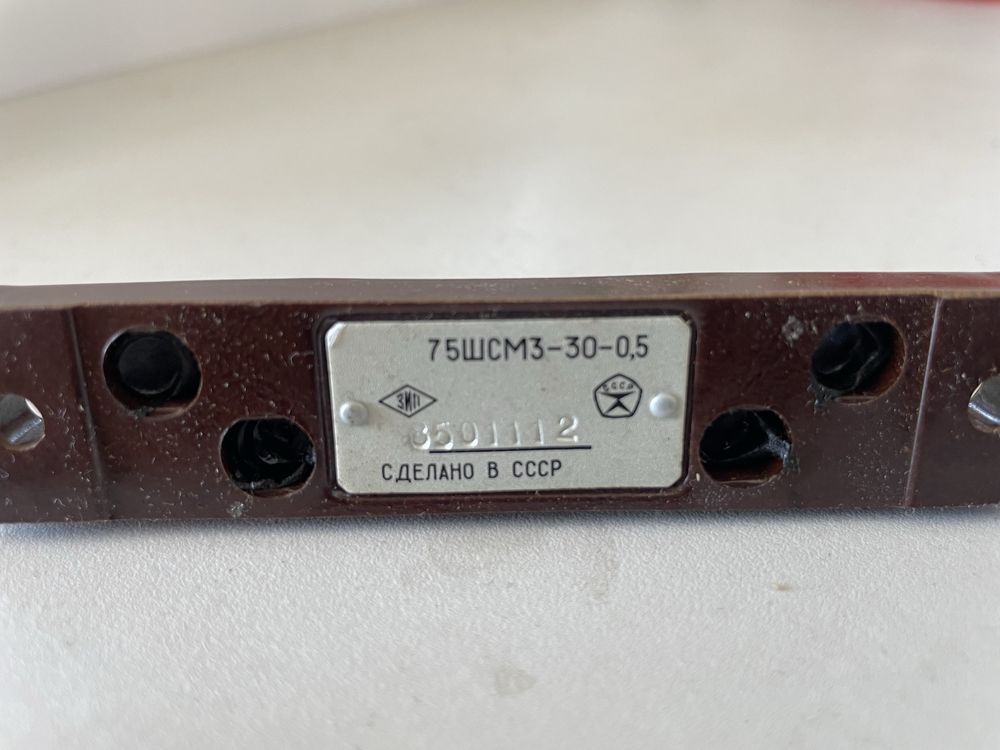 75ШСМ3-30-0,5
ЗИП
СССР
8501112
СДЕЛАНО В СССР